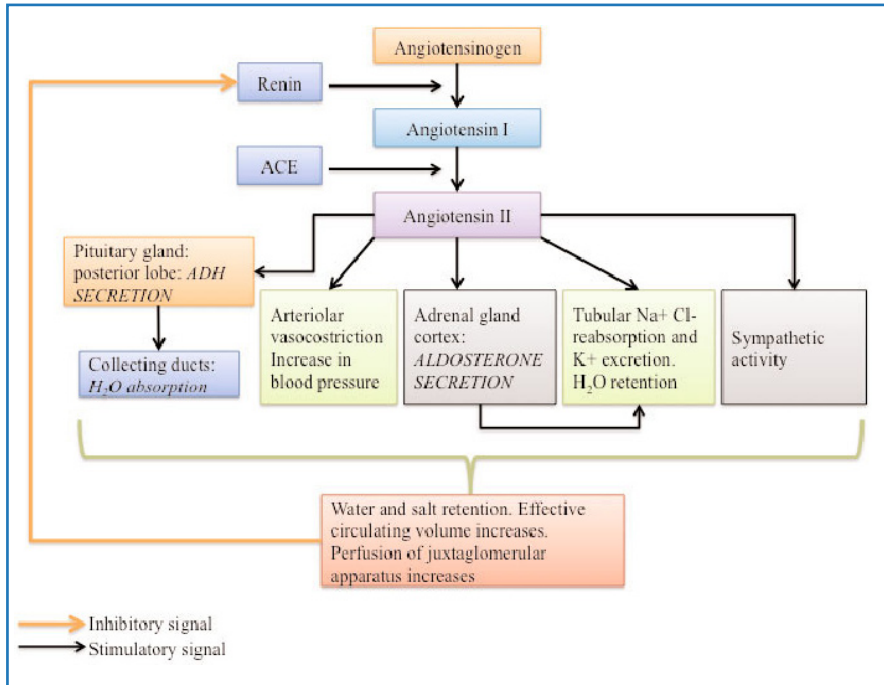 Angiotensinogen
Renin
Angiotensin I
ACE
Angiotensin II
Pituitary gland:
posterior lobe: ADH
SECRETION
Collecting ducts:
H₂O absorption
Arteriolar
vasocostriction
Increase in
blood pressure
Adrenal gland
cortex:
ALDOSTERONE
SECRETION
Tubular Na+ Cl-
reabsorption and
K+ excretion.
H₂O retention
Sympathetic
activity
Water and salt retention. Effective
circulating volume increases.
Perfusion of juxtaglomerular
apparatus increases
Inhibitory signal
Stimulatory signal